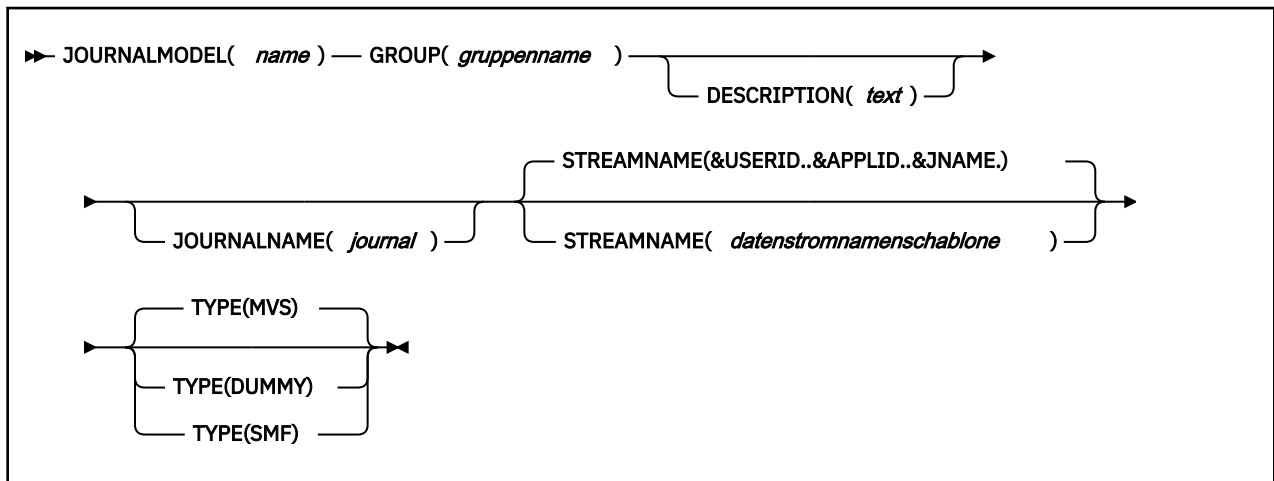 JOURNALMODEL( name ) GROUP( gruppenname )
DESCRIPTION( text )
STREAMNAME(&USERID..&APPLID..&JNAME.)
JOURNALNAME( journal )
STREAMNAME( datenstromnamenschablone )
TYPE(MVS)
TYPE(DUMMY)
TYPE(SMF)